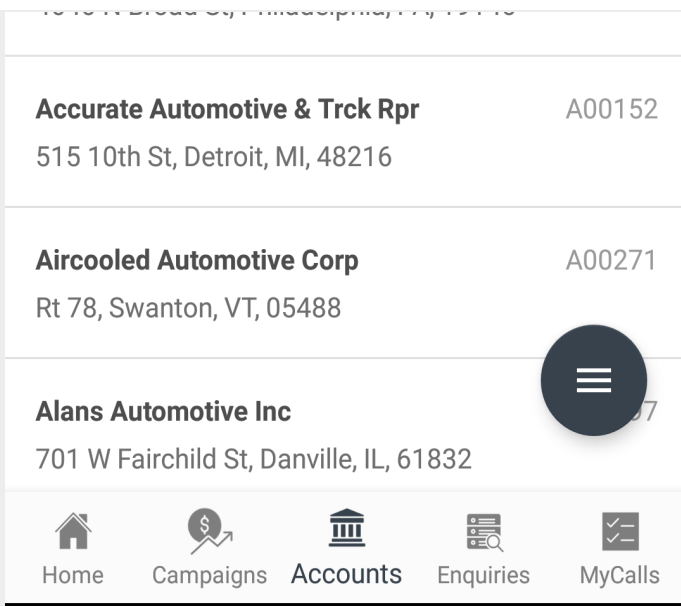 Accurate Automotive & Trck Rpr A00152
515 10th St, Detroit, MI, 48216
Aircooled Automotive Corp A00271
Rt 78, Swanton, VT, 05488
Alans Automotive Inc
701 W Fairchild St, Danville, IL, 61832
Home Campaigns Accounts Enquiries MyCalls